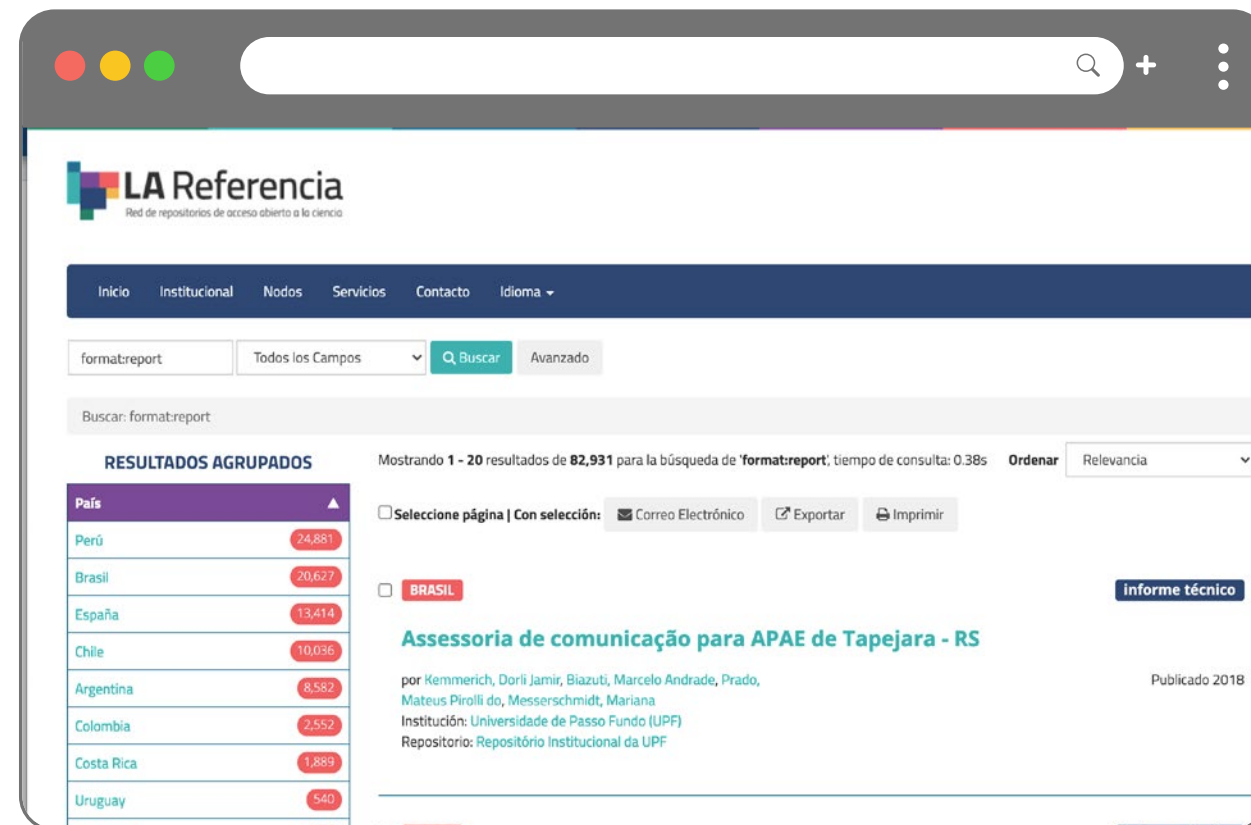 LA Referencia
Red de repositorios de acceso abierto a la ciencia
Inicio Institucional Nodos Servicios Contacto Idioma
format:report Todos los Campos Buscar Avanzado
Buscar: format:report
RESULTADOS AGRUPADOS
Mostrando 1 - 20 resultados de 82,931 para la búsqueda de 'format:report', tiempo de consulta: 0.38s Ordenar Relevancia
País
Seleccione página | Con selección: Correo Electrónico Exportar Imprimir
Perú 24,881
Brasil 20,627
España 13,414
Chile 10,036
Argentina 8,582
Colombia 2,552
Costa Rica 1,889
Uruguay 540
BRASIL informe técnico
Assessoria de comunicação para APAE de Tapejara - RS
por Kemmerich, Dorli Jamir, Biazuti, Marcelo Andrade, Prado, Publicado 2018
Mateus Pirolli do, Messerschmidt, Mariana
Institución: Universidade de Passo Fundo (UPF)
Repositorio: Repositório Institucional da UPF